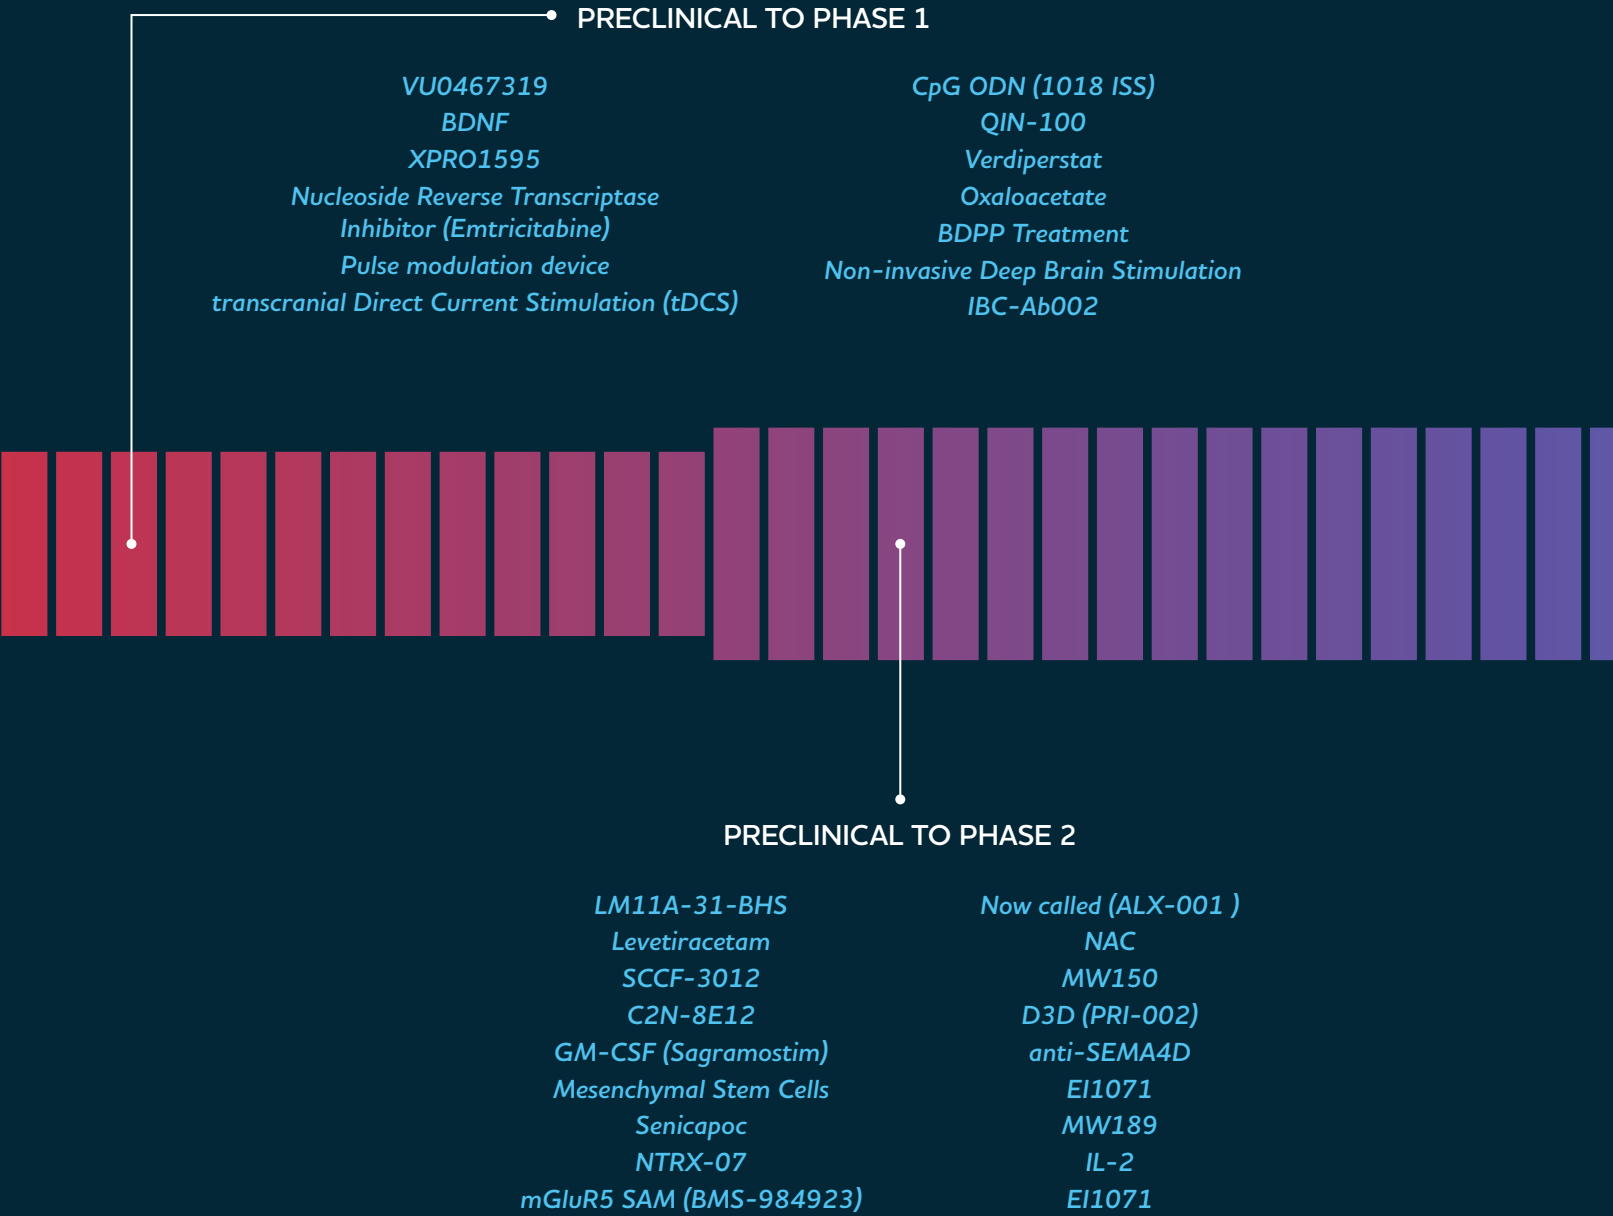 PRECLINICAL TO PHASE 1
VU0467319
BDNF
XPRO1595
Nucleoside Reverse Transcriptase
Inhibitor (Emtricitabine)
Pulse modulation device
transcranial Direct Current Stimulation (tDCS)
CpG ODN (1018 ISS)
QIN-100
Verdiperstat
Oxaloacetate
BDPP Treatment
Non-invasive Deep Brain Stimulation
IBC-Ab002
PRECLINICAL TO PHASE 2
LM11A-31-BHS
Levetiracetam
SCCF-3012
C2N-8E12
GM-CSF (Sagramostim)
Mesenchymal Stem Cells
Senicapoc
NTRX-07
mGluR5 SAM (BMS-984923)
Now called (ALX-001 )
NAC
MW150
D3D (PRI-002)
anti-SEMA4D
EI1071
MW189
IL-2
EI1071